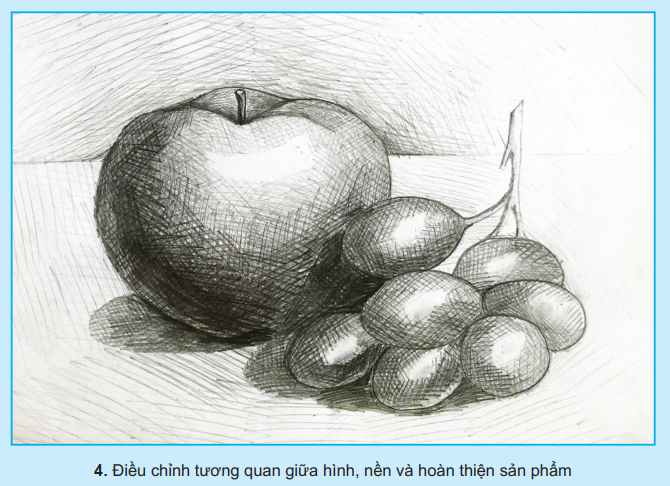 4. Điều chỉnh tương quan giữa hình, nền và hoàn thiện sản phẩm